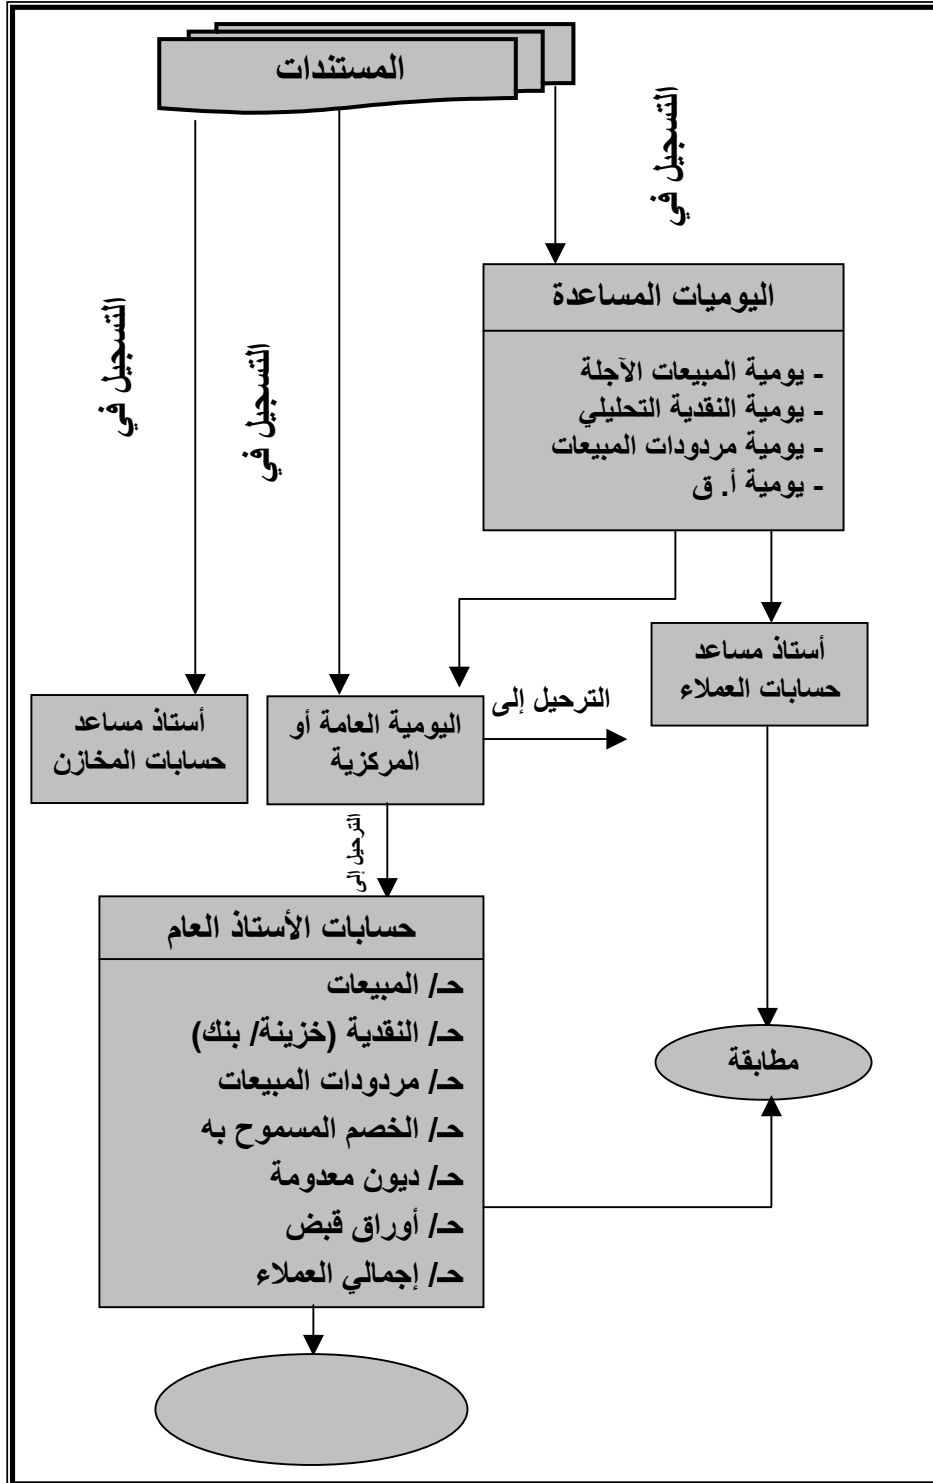 المستندات
التسجيل في
اليوميات المساعدة
- يومية المبيعات الآجلة
- يومية النقدية التحليلي
- يومية مردودات المبيعات
- يومية أ. ق
التسجيل في
التسجيل في
أستاذ مساعد
حسابات العملاء
الترحيل إلى
اليومية العامة أو
المركزية
أستاذ مساعد
حسابات المخازن
الترحيل إلى
حسابات الأستاذ العام
حـ/ المبيعات
حـ/ النقدية (خزينة/ بنك)
حـ/ مردودات المبيعات
حـ/ الخصم المسموح به
حـ/ ديون معدومة
حـ/ أوراق قبض
حـ/ إجمالي العملاء
مطابقة